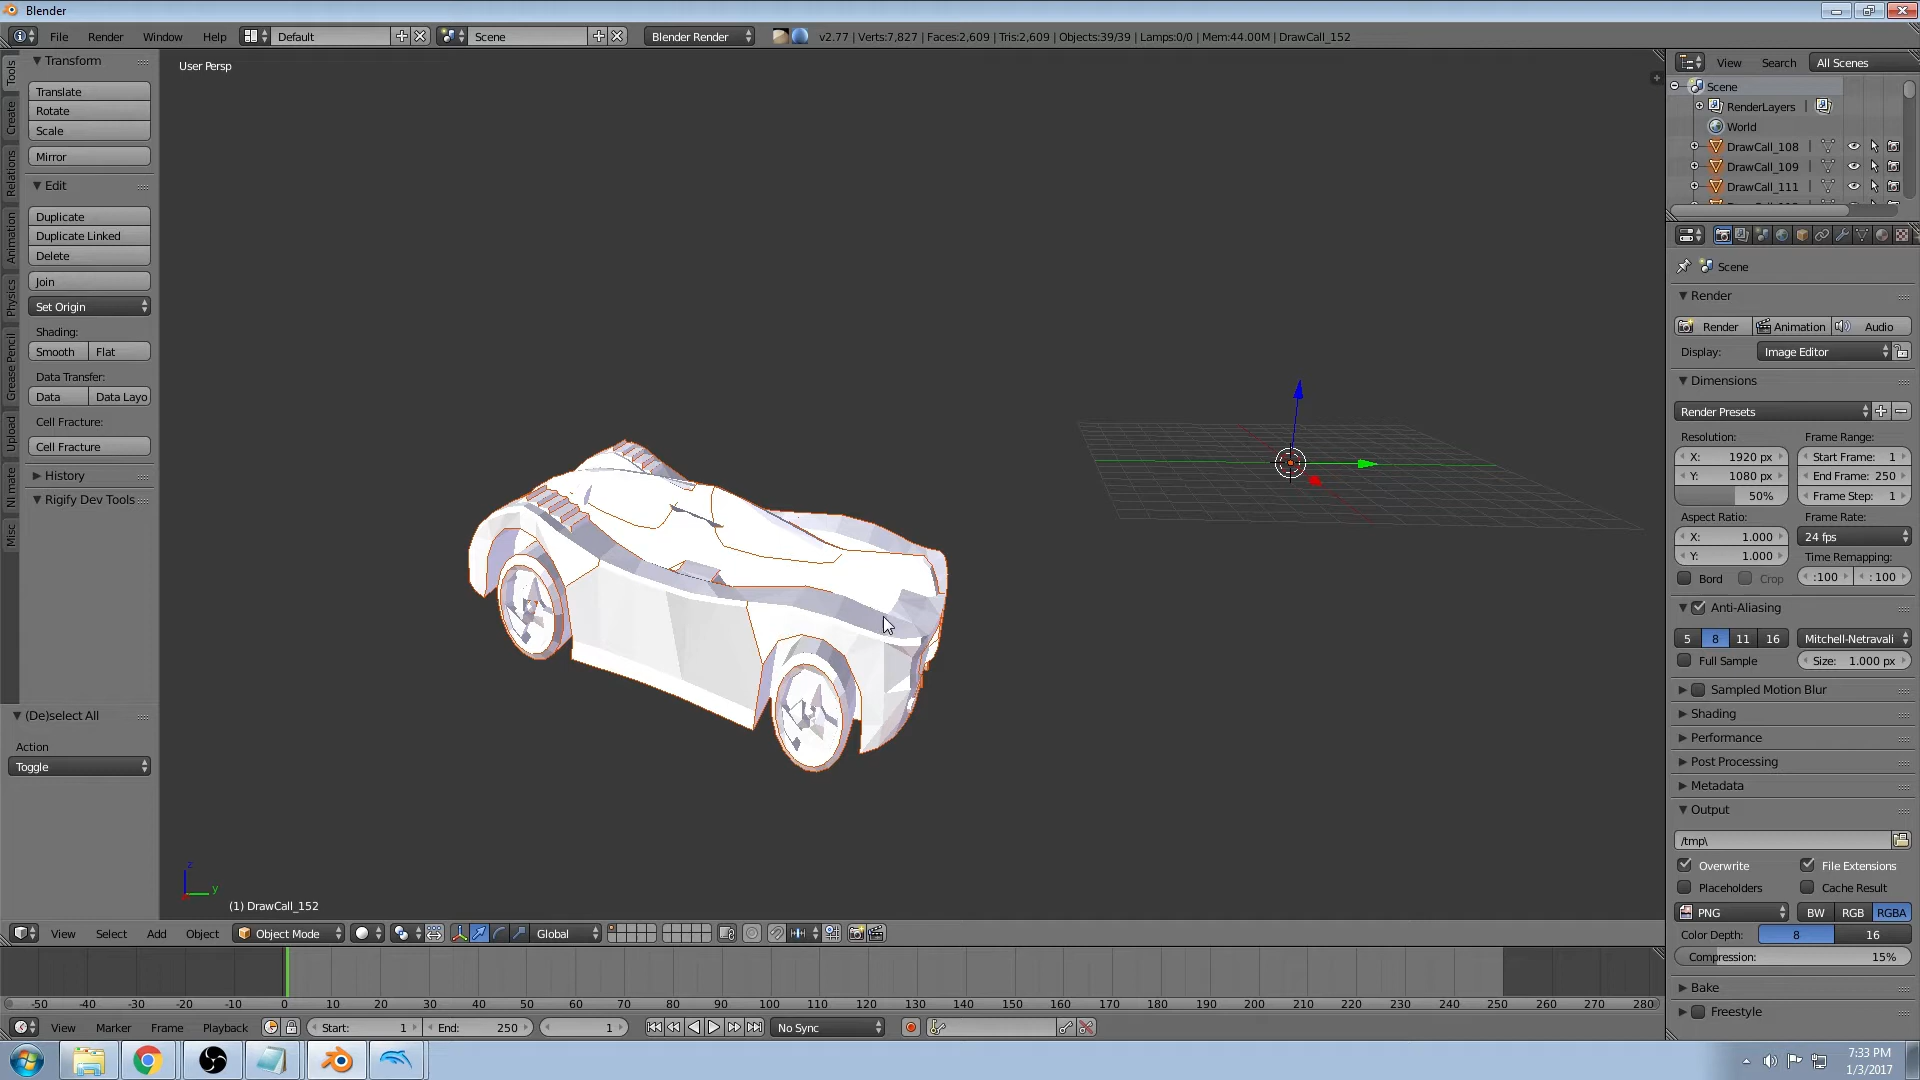 Blender
File Render Window Help Default Scene Blender Render v2.77 | Verts:7,827 | Faces:2,609 | Tris:2,609 | Objects:39/39 | Lamps:0/0 | Mem:44.00M | DrawCall_152
Tools
Create
Relations
Animation
Physics
Grease Pencil
Upload
NI mate
Misc
Transform
Translate
Rotate
Scale
Mirror
Edit
Duplicate
Duplicate Linked
Delete
Join
Set Origin
Shading:
Smooth Flat
Data Transfer:
Data Data Layo
Cell Fracture:
Cell Fracture
History
Rigify Dev Tools
(De)select All
Action
Toggle
User Persp
z
y
(1) DrawCall_152
View Search All Scenes
Scene
RenderLayers |
World
DrawCall_108 |
DrawCall_109 |
DrawCall_111 |
Scene
Render
Render Animation Audio
Display: Image Editor
Dimensions
Render Presets
Resolution: Frame Range:
X: 1920 px Start Frame: 1
Y: 1080 px End Frame: 250
50% Frame Step: 1
Aspect Ratio: Frame Rate:
X: 1.000 24 fps
Y: 1.000 Time Remapping:
Bord Crop :100 : 100
Anti-Aliasing
5 8 11 16 Mitchell-Netravali
Full Sample Size: 1.000 px
Sampled Motion Blur
Shading
Performance
Post Processing
Metadata
Output
/tmp\
Overwrite File Extensions
Placeholders Cache Result
PNG BW RGB RGBA
Color Depth: 8 16
Compression: 15%
Bake
Freestyle
View Select Add Object Object Mode Global
-50 -40 -30 -20 -10 0 10 20 30 40 50 60 70 80 90 100 110 120 130 140 150 160 170 180 190 200 210 220 230 240 250 260 270 280
View Marker Frame Playback Start: 1 End: 250 1 No Sync
7:33 PM
1/3/2017